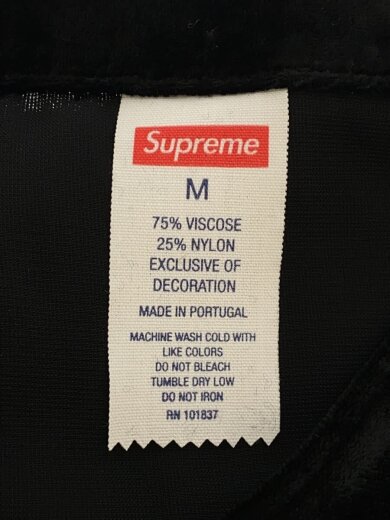 Supreme
M
75% VISCOSE
25% NYLON
EXCLUSIVE OF
DECORATION
MADE IN PORTUGAL
MACHINE WASH COLD WITH
LIKE COLORS
DO NOT BLEACH
TUMBLE DRY LOW
DO NOT IRON
RN 101837